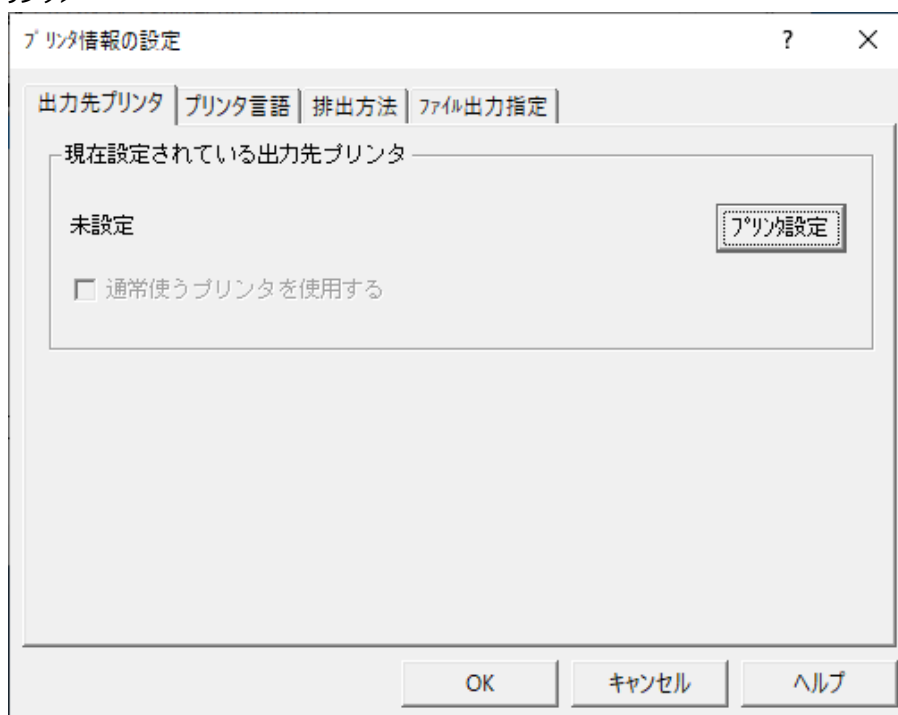 プリンタ情報の設定 ? ×
出力先プリンタ プリンタ言語 排出方法 ファイル出力指定
現在設定されている出力先プリンタ
未設定 プリンタ設定
通常使うプリンタを使用する
OK キャンセル ヘルプ